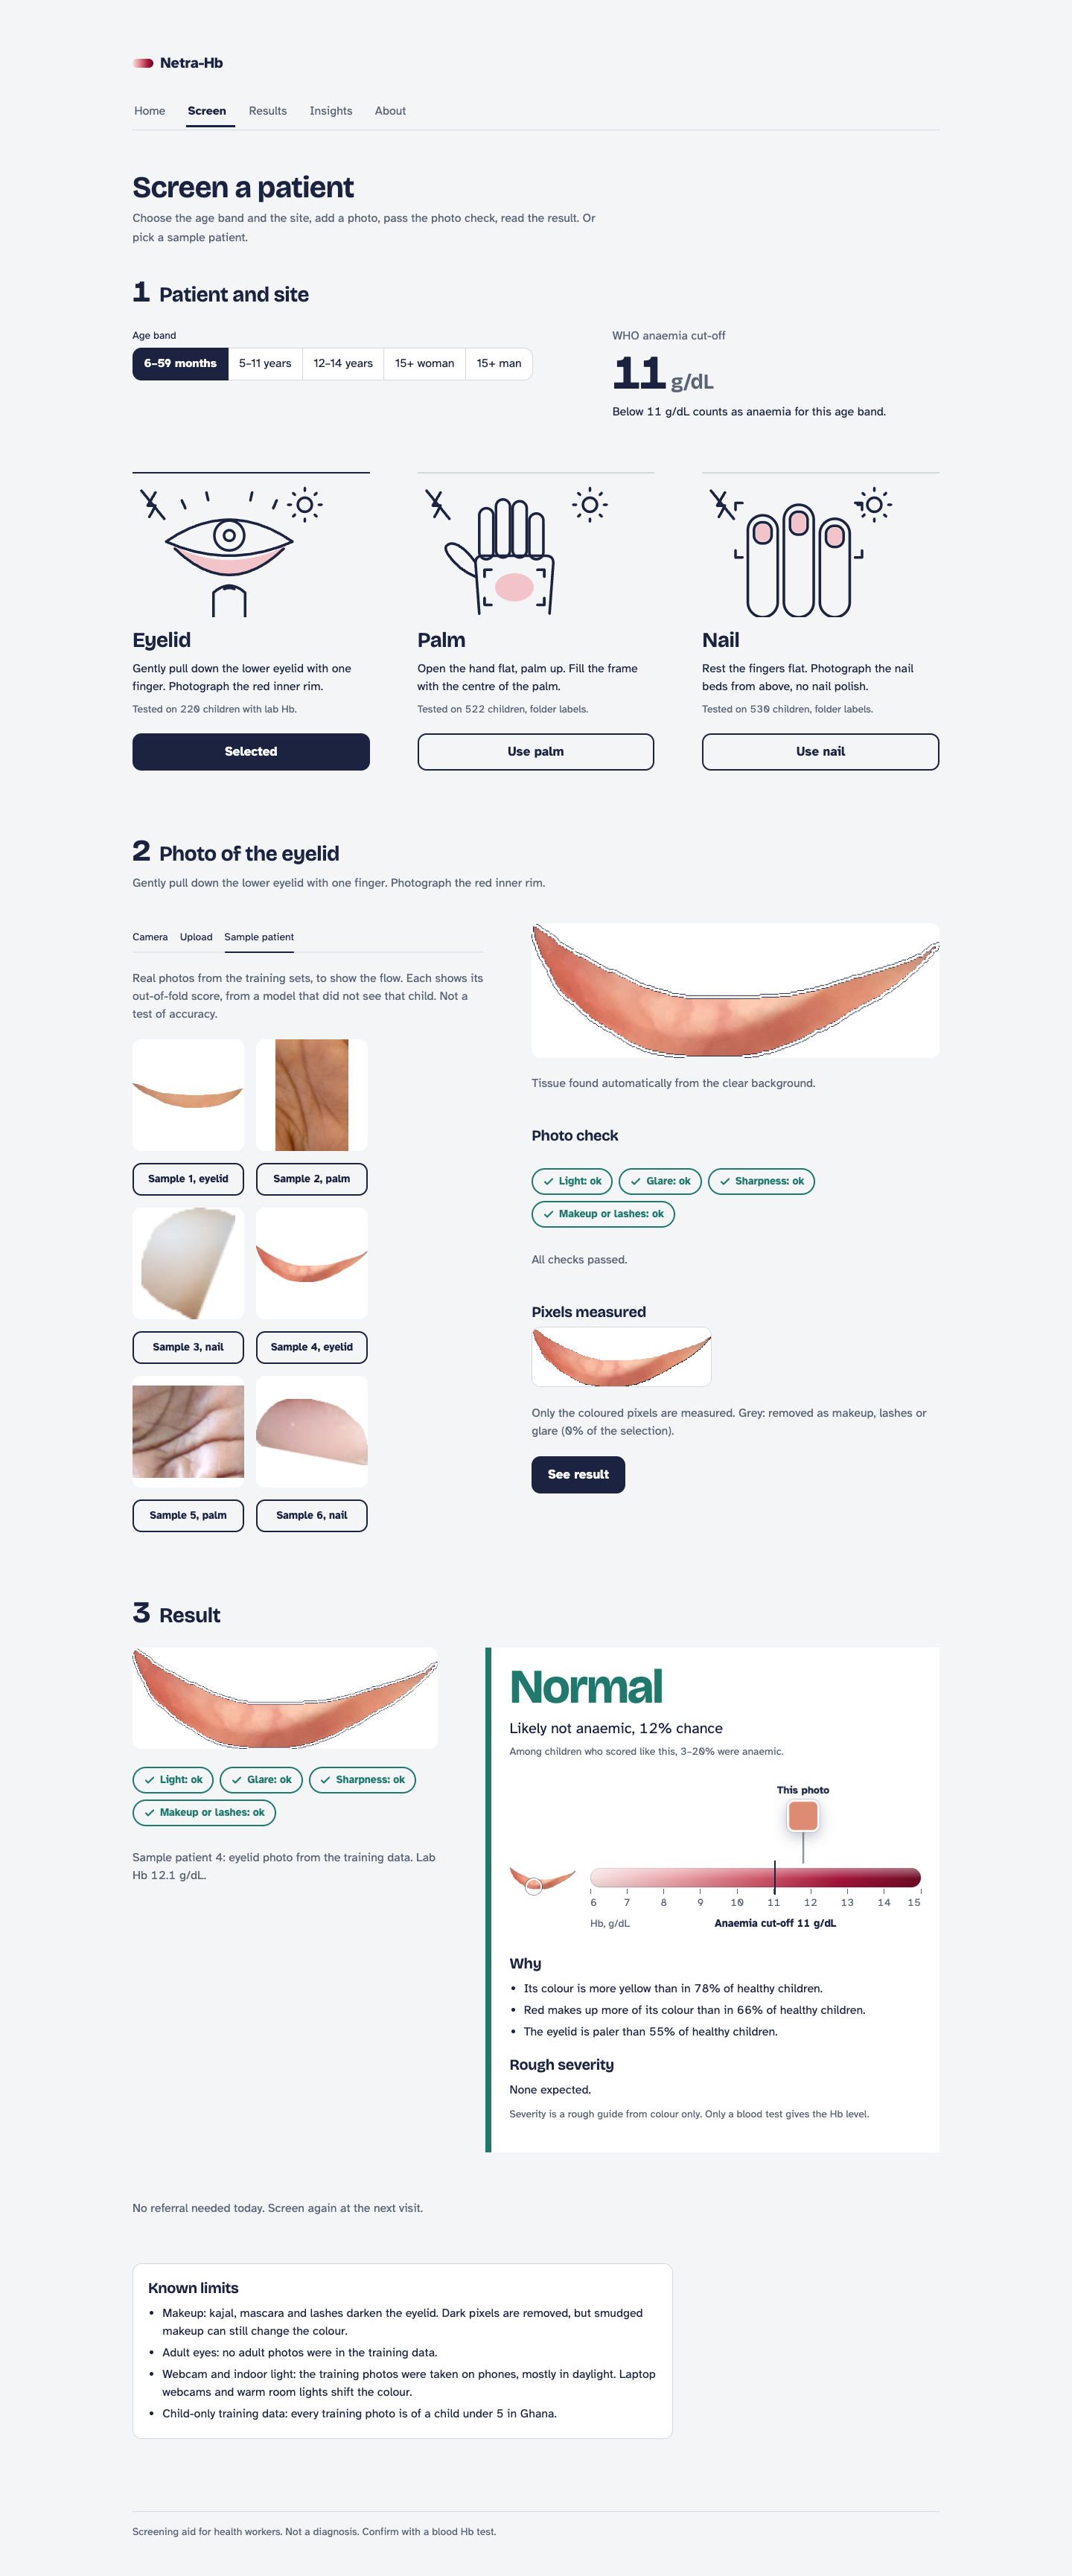 Netra-Hb
Home Screen Results Insights About
Screen a patient
Choose the age band and the site, add a photo, pass the photo check, read the result. Or
pick a sample patient.
1 Patient and site
Age band
6–59 months 5–11 years 12–14 years 15+ woman 15+ man
WHO anaemia cut-off
11 g/dL
Below 11 g/dL counts as anaemia for this age band.
Eyelid
Gently pull down the lower eyelid with one
finger. Photograph the red inner rim.
Tested on 220 children with lab Hb.
Selected
Palm
Open the hand flat, palm up. Fill the frame
with the centre of the palm.
Tested on 522 children, folder labels.
Use palm
Nail
Rest the fingers flat. Photograph the nail
beds from above, no nail polish.
Tested on 530 children, folder labels.
Use nail
2 Photo of the eyelid
Gently pull down the lower eyelid with one finger. Photograph the red inner rim.
Camera Upload Sample patient
Real photos from the training sets, to show the flow. Each shows its
out-of-fold score, from a model that did not see that child. Not a
test of accuracy.
Sample 1, eyelid Sample 2, palm
Sample 3, nail Sample 4, eyelid
Sample 5, palm Sample 6, nail
Tissue found automatically from the clear background.
Photo check
Light: ok Glare: ok Sharpness: ok
Makeup or lashes: ok
All checks passed.
Pixels measured
Only the coloured pixels are measured. Grey: removed as makeup, lashes or
glare (0% of the selection).
See result
3 Result
Light: ok Glare: ok Sharpness: ok
Makeup or lashes: ok
Sample patient 4: eyelid photo from the training data. Lab
Hb 12.1 g/dL.
Normal
Likely not anaemic, 12% chance
Among children who scored like this, 3–20% were anaemic.
This photo
6 7 8 9 10 11 12 13 14 15
Hb, g/dL Anaemia cut-off 11 g/dL
Why
• Its colour is more yellow than in 78% of healthy children.
• Red makes up more of its colour than in 66% of healthy children.
• The eyelid is paler than 55% of healthy children.
Rough severity
None expected.
Severity is a rough guide from colour only. Only a blood test gives the Hb level.
No referral needed today. Screen again at the next visit.
Known limits
• Makeup: kajal, mascara and lashes darken the eyelid. Dark pixels are removed, but smudged
makeup can still change the colour.
• Adult eyes: no adult photos were in the training data.
• Webcam and indoor light: the training photos were taken on phones, mostly in daylight. Laptop
webcams and warm room lights shift the colour.
• Child-only training data: every training photo is of a child under 5 in Ghana.
Screening aid for health workers. Not a diagnosis. Confirm with a blood Hb test.